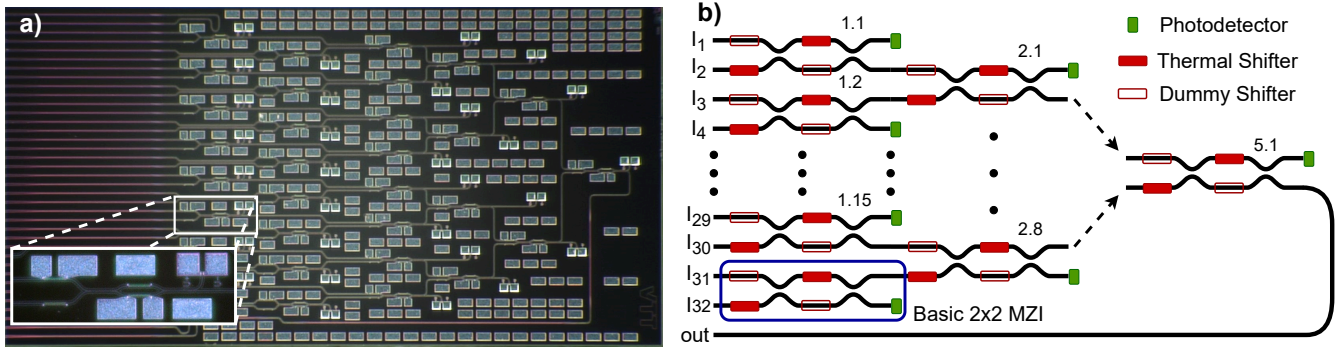 a)
b)
1.1
I1
Photodetector
2.1
I2
Thermal Shifter
1.2
I3
Dummy Shifter
I4
5.1
1.15
I29
2.8
I30
I31
I32
Basic 2x2 MZI
out
VTT